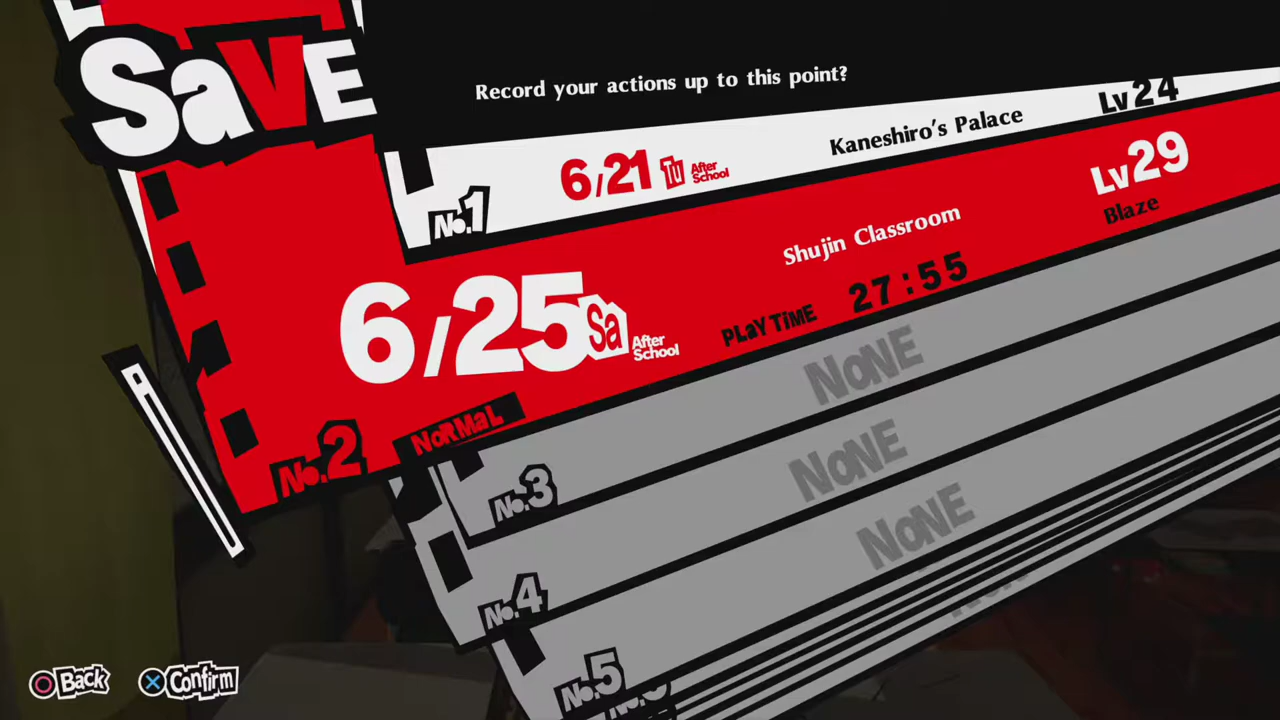 SaVE
Record your actions up to this point?
No.1 6/21 Tu After School Kaneshiro's Palace Lv24
6/25 Sa After School Shujin Classroom Lv29
PLaY TiME 27:55 Blaze
No.2 NoRMaL
No.3 NoNE
No.4 NoNE
No.5 NoNE
Back Confirm